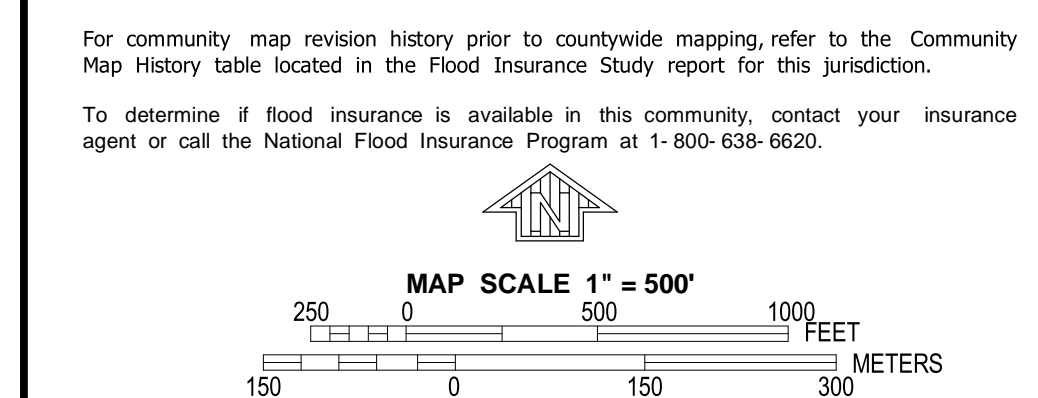 For community map revision history prior to countywide mapping, refer to the Community
Map History table located in the Flood Insurance Study report for this jurisdiction.
To determine if flood insurance is available in this community, contact your insurance
agent or call the National Flood Insurance Program at 1- 800- 638- 6620.
N
MAP SCALE 1" = 500'
250 0 500 1000
FEET
METERS
150 0 150 300